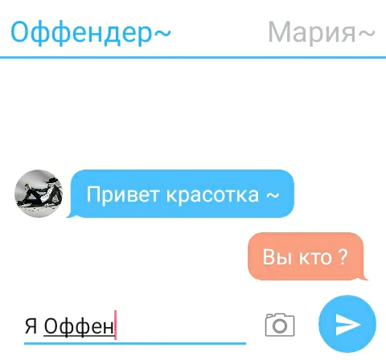 Оффендер~ Мария~
Привет красотка ~
Вы кто ?
Я Оффен